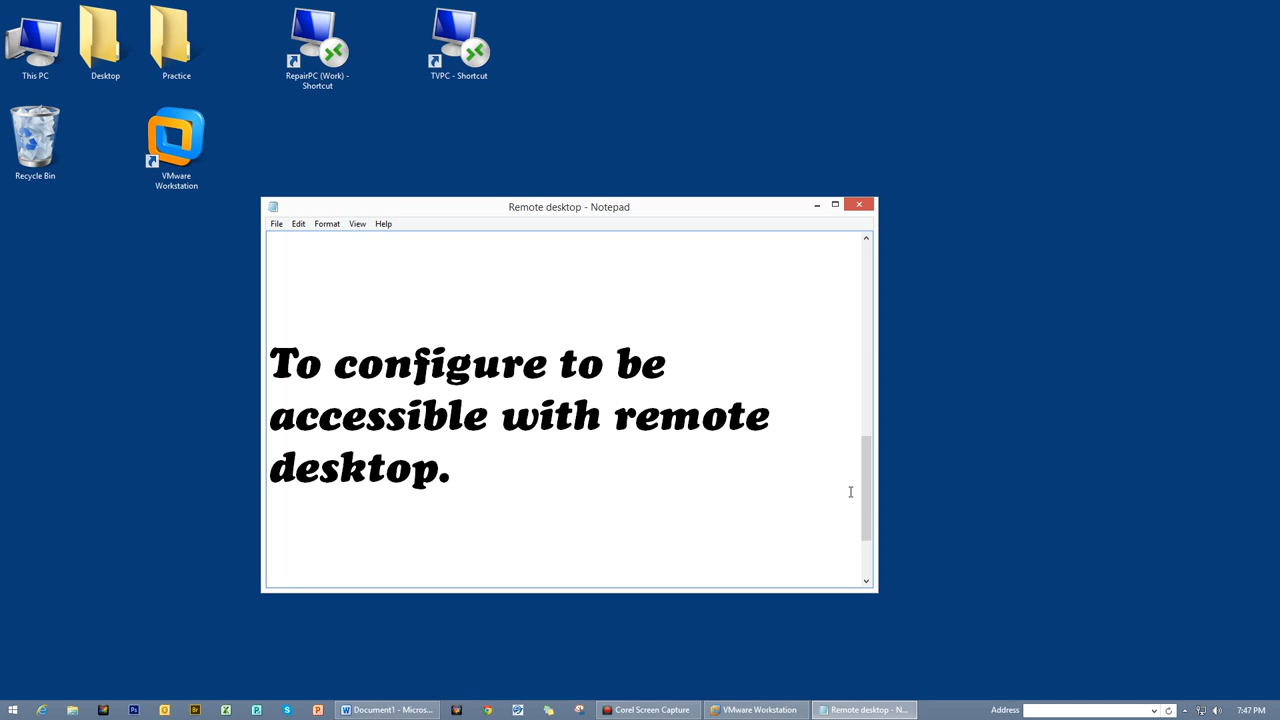 This PC
Desktop
Practice
RepairPC (Work) -
Shortcut
TVPC - Shortcut
Recycle Bin
VMware
Workstation
Remote desktop - Notepad
File Edit Format View Help
To configure to be
accessible with remote
desktop.
Document1 - Micros...
Corel Screen Capture
VMware Workstation
Remote desktop - N...
Address
7:47 PM